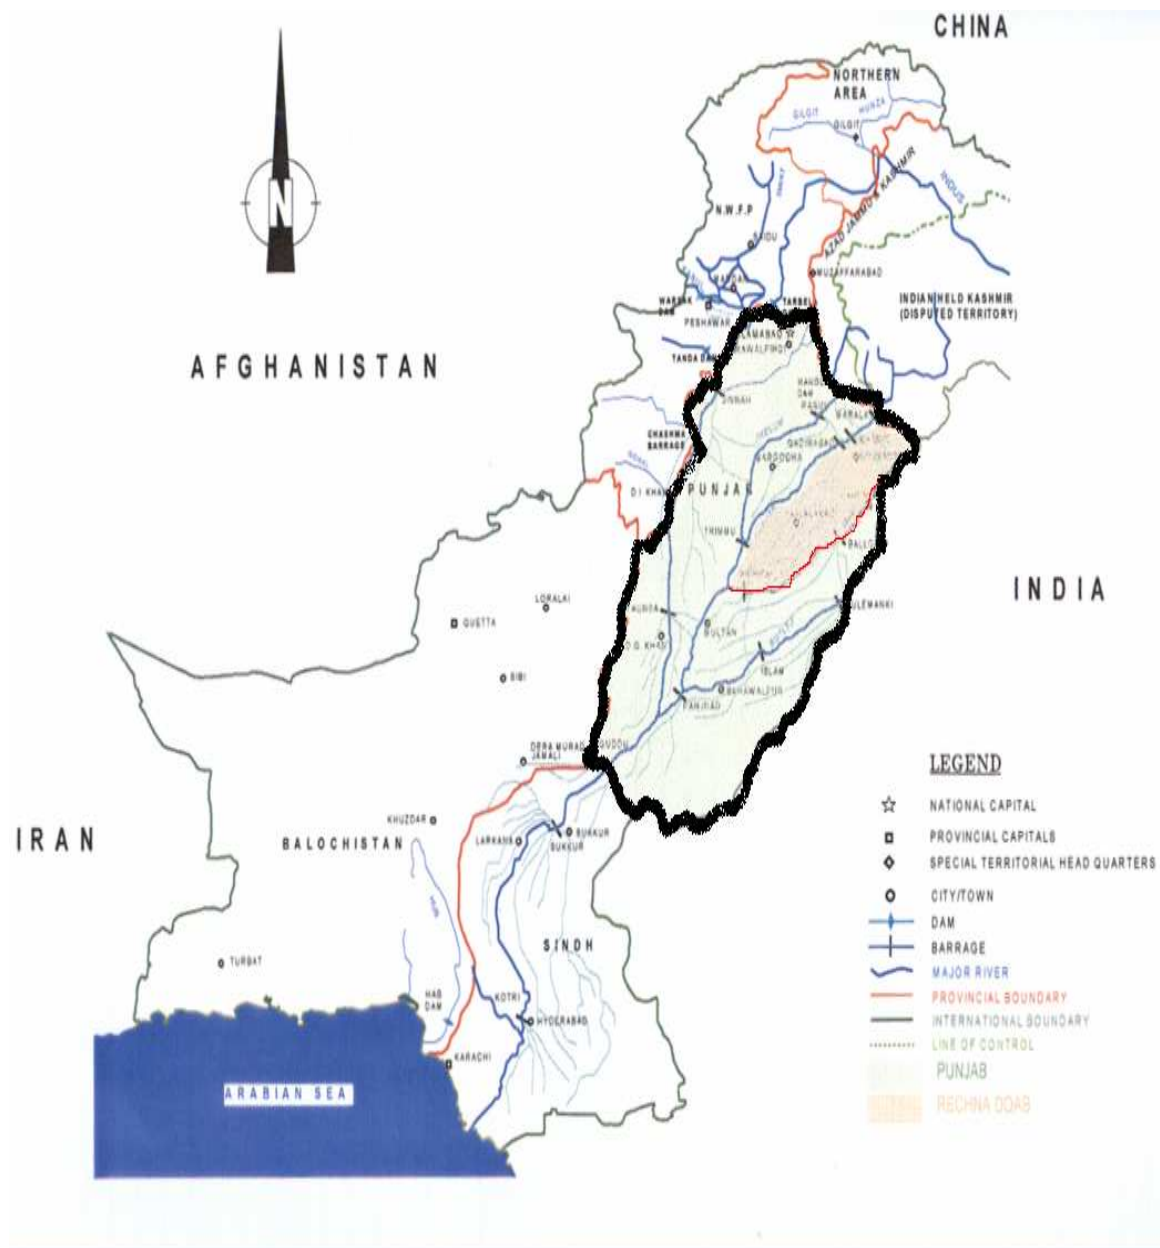 CHINA
NORTHERN
AREA
GILGIT
HUNZA
GILGIT
INDUS
AZAD JAMMU & KASHMIR
N.W.F.P
SAIDU
MUZAFFARABAD
N
INDIAN HELD KASHMIR
(DISPUTED TERRITORY)
WARSAK
DAM
PESHAWAR
TARBEL
TANDA DAM
AFGHANISTAN
JINNAH
CHASHMA
BARRAGE
SARGODHA
D I KHAN
PUNJAB
TRIMMU
INDIA
LORALAI
QUETTA
TAUNSA
MULTAN
D.G. KHAN
SULEMANKI
SIBI
ISLAM
BAHAWALPUR
PANJNAD
DERA MURAD
JAMALI
GUDDU
IRAN
KHUZDAR
BALOCHISTAN
LARKANA
SUKKUR
SUKKUR
HUB
SINDH
TURBAT
HAB
DAM
KOTRI
HYDERABAD
KARACHI
ARABIAN SEA
LEGEND
NATIONAL CAPITAL
PROVINCIAL CAPITALS
SPECIAL TERRITORIAL HEAD QUARTERS
CITY/TOWN
DAM
BARRAGE
MAJOR RIVER
PROVINCIAL BOUNDARY
INTERNATIONAL BOUNDARY
LINE OF CONTROL
PUNJAB
RECHNA DOAB